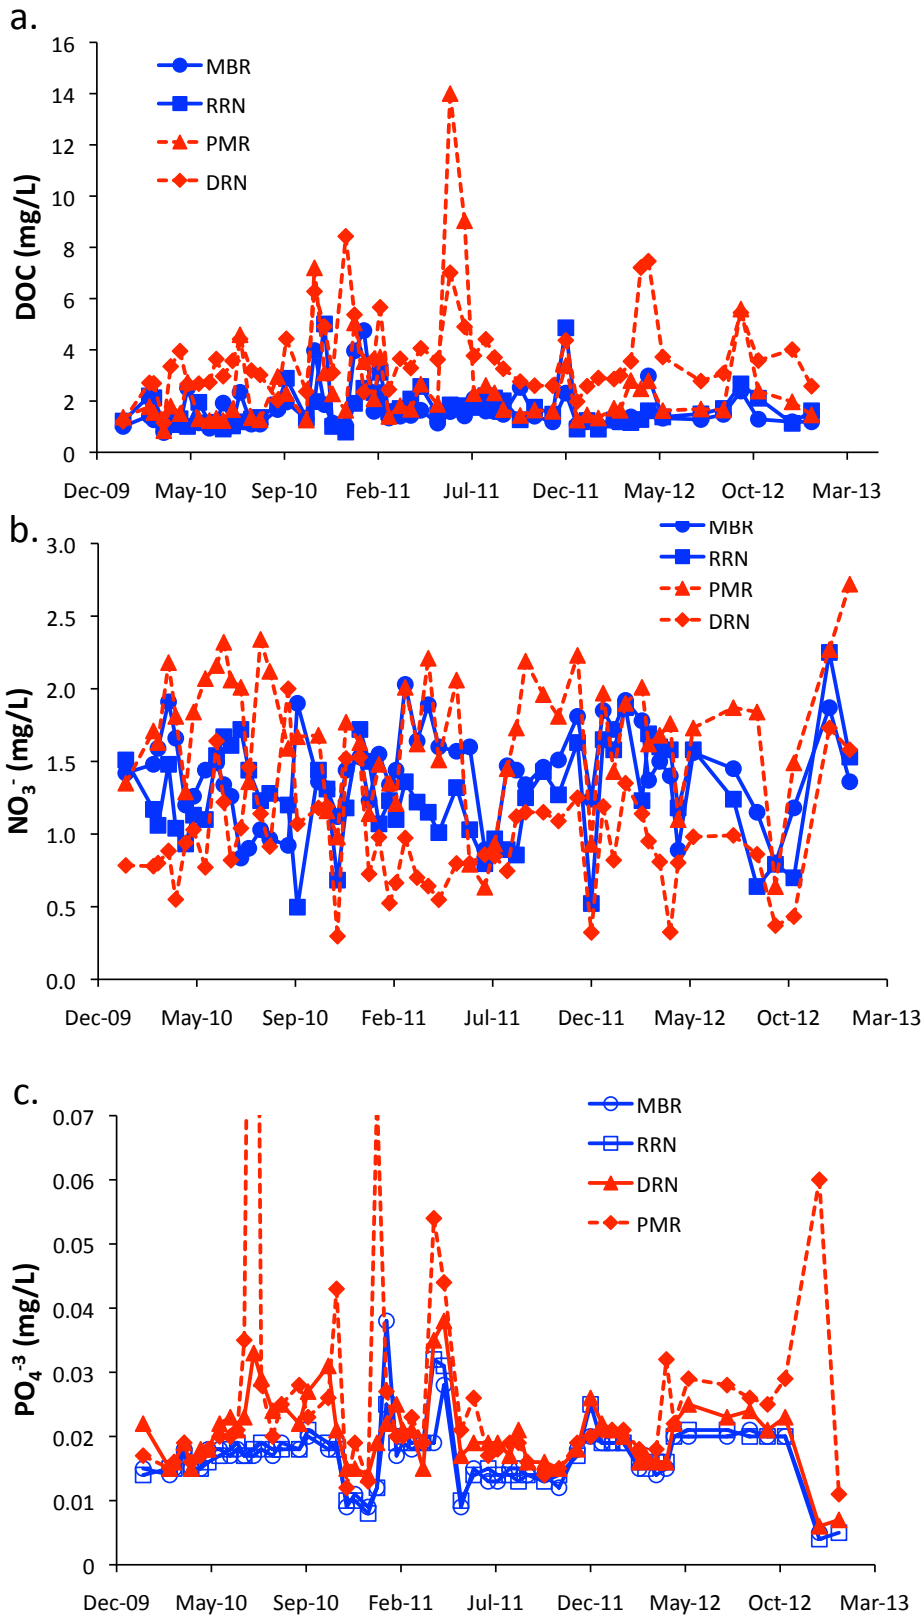 a.
16
14
12
10
8
6
4
2
0
DOC (mg/L)
MBR
RRN
PMR
DRN
Dec-09 May-10 Sep-10 Feb-11 Jul-11 Dec-11 May-12 Oct-12 Mar-13
b.
3.0
2.5
2.0
1.5
1.0
0.5
0.0
NO₃⁻ (mg/L)
MBR
RRN
PMR
DRN
Dec-09 May-10 Sep-10 Feb-11 Jul-11 Dec-11 May-12 Oct-12 Mar-13
c.
0.07
0.06
0.05
0.04
0.03
0.02
0.01
0
PO₄⁻³ (mg/L)
MBR
RRN
DRN
PMR
Dec-09 May-10 Sep-10 Feb-11 Jul-11 Dec-11 May-12 Oct-12 Mar-13